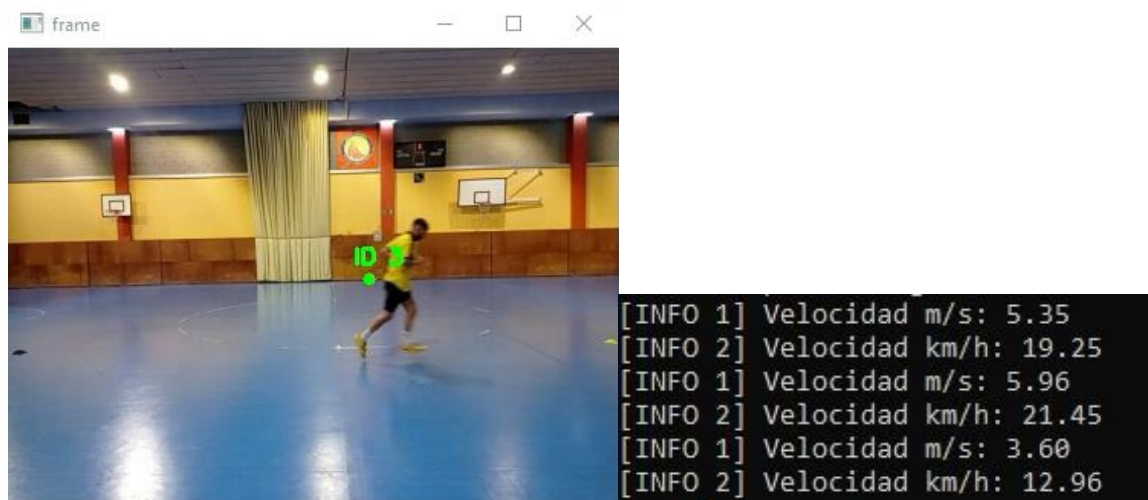 frame
ID 3
[INFO 1] Velocidad m/s: 5.35
[INFO 2] Velocidad km/h: 19.25
[INFO 1] Velocidad m/s: 5.96
[INFO 2] Velocidad km/h: 21.45
[INFO 1] Velocidad m/s: 3.60
[INFO 2] Velocidad km/h: 12.96